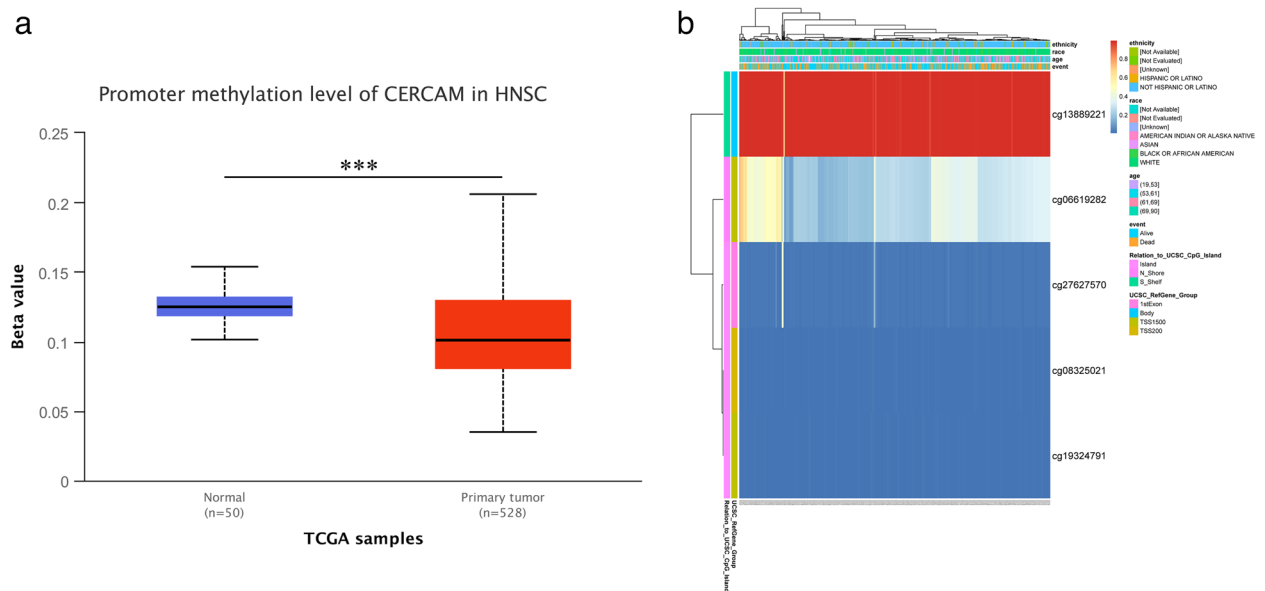 a
Promoter methylation level of CERCAM in HNSC
0.25
0.2
0.15
0.1
0.05
0
Beta value
***
Normal
(n=50)
Primary tumor
(n=528)
TCGA samples
b
ethnicity
race
age
event
cg13889221
cg06619282
cg27627570
cg08325021
cg19324791
UCSC_RefGene_Group
Relation_to_UCSC_CpG_Island
0.8
0.6
0.4
0.2
ethnicity
[Not Available]
[Not Evaluated]
[Unknown]
HISPANIC OR LATINO
NOT HISPANIC OR LATINO
race
[Not Available]
[Not Evaluated]
[Unknown]
AMERICAN INDIAN OR ALASKA NATIVE
ASIAN
BLACK OR AFRICAN AMERICAN
WHITE
age
(19,53]
(53,61]
(61,69]
(69,90]
event
Alive
Dead
Relation_to_UCSC_CpG_Island
Island
N_Shore
S_Shelf
UCSC_RefGene_Group
1stExon
Body
TSS1500
TSS200